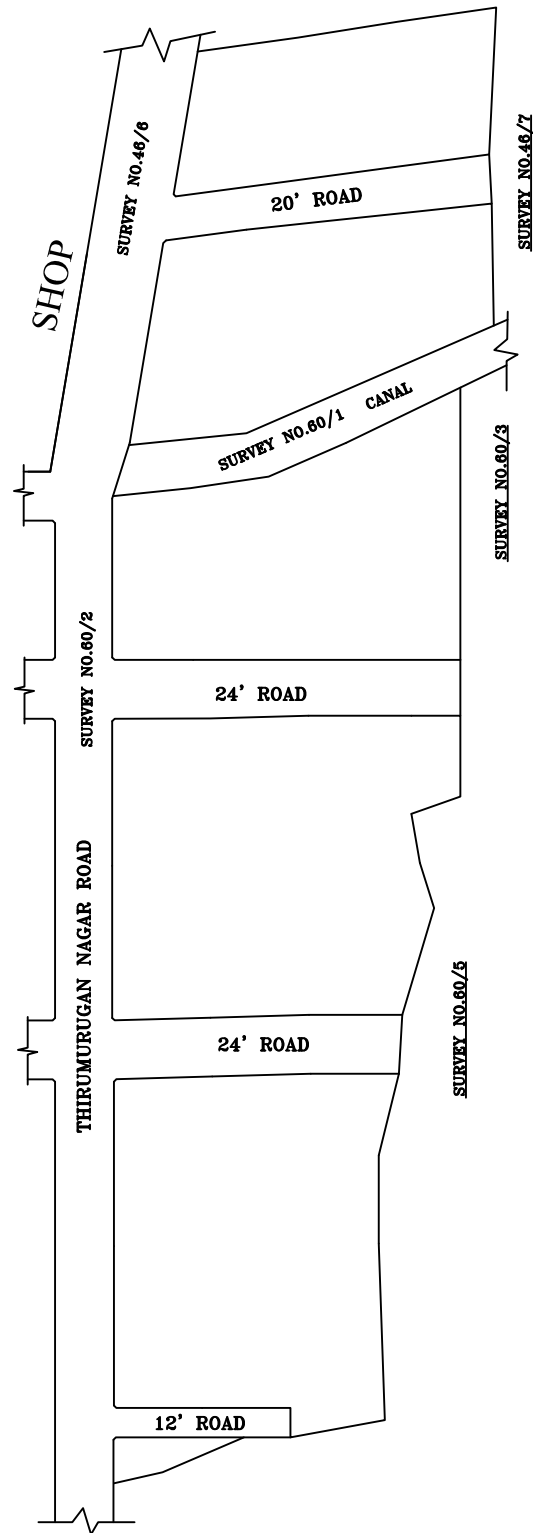 SURVEY NO.46/6
SURVEY NO.46/7
20' ROAD
SHOP
SURVEY NO.60/1 CANAL
SURVEY NO.60/3
SURVEY NO.60/2
24' ROAD
THIRUMURUGAN NAGAR ROAD
SURVEY NO.60/5
24' ROAD
12' ROAD